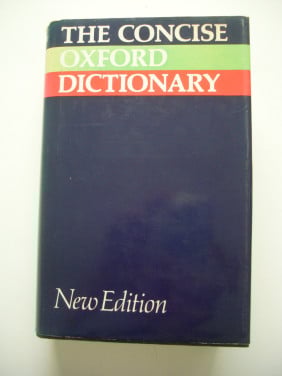 THE CONCISE
OXFORD
DICTIONARY
New Edition